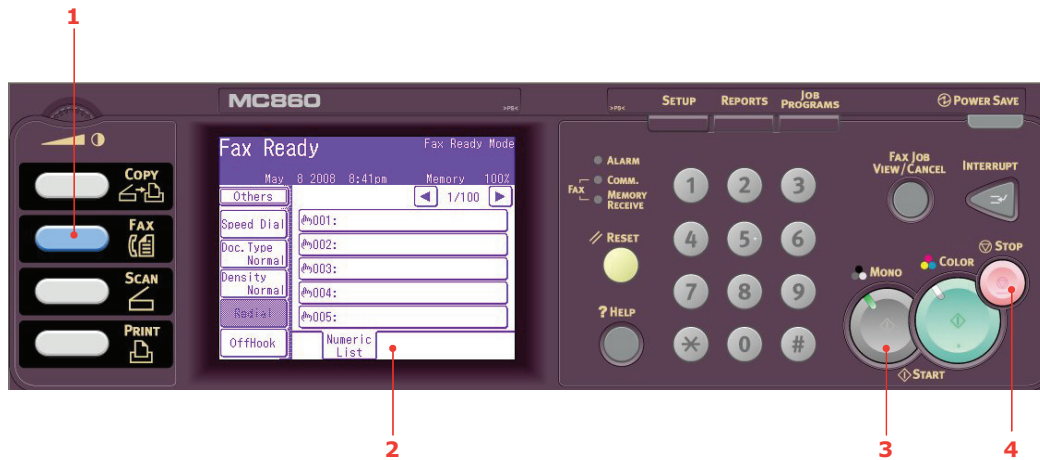 1
MC860
>PS<
>PS<
SETUP
REPORTS
JOB
PROGRAMS
POWER SAVE
COPY
FAX
SCAN
PRINT
Fax Ready
Fax Ready Mode
May 8 2008 8:41pm
Memory 100%
Others
1/100
Speed Dial
001:
Doc.Type
Normal
002:
Density
Normal
003:
004:
Redial
005:
OffHook
Numeric
List
ALARM
FAX
COMM.
MEMORY
RECEIVE
RESET
? HELP
1 2 3
4 5 6
7 8 9
* 0 #
FAX JOB
VIEW/CANCEL
INTERRUPT
STOP
MONO
COLOR
START
2
3
4